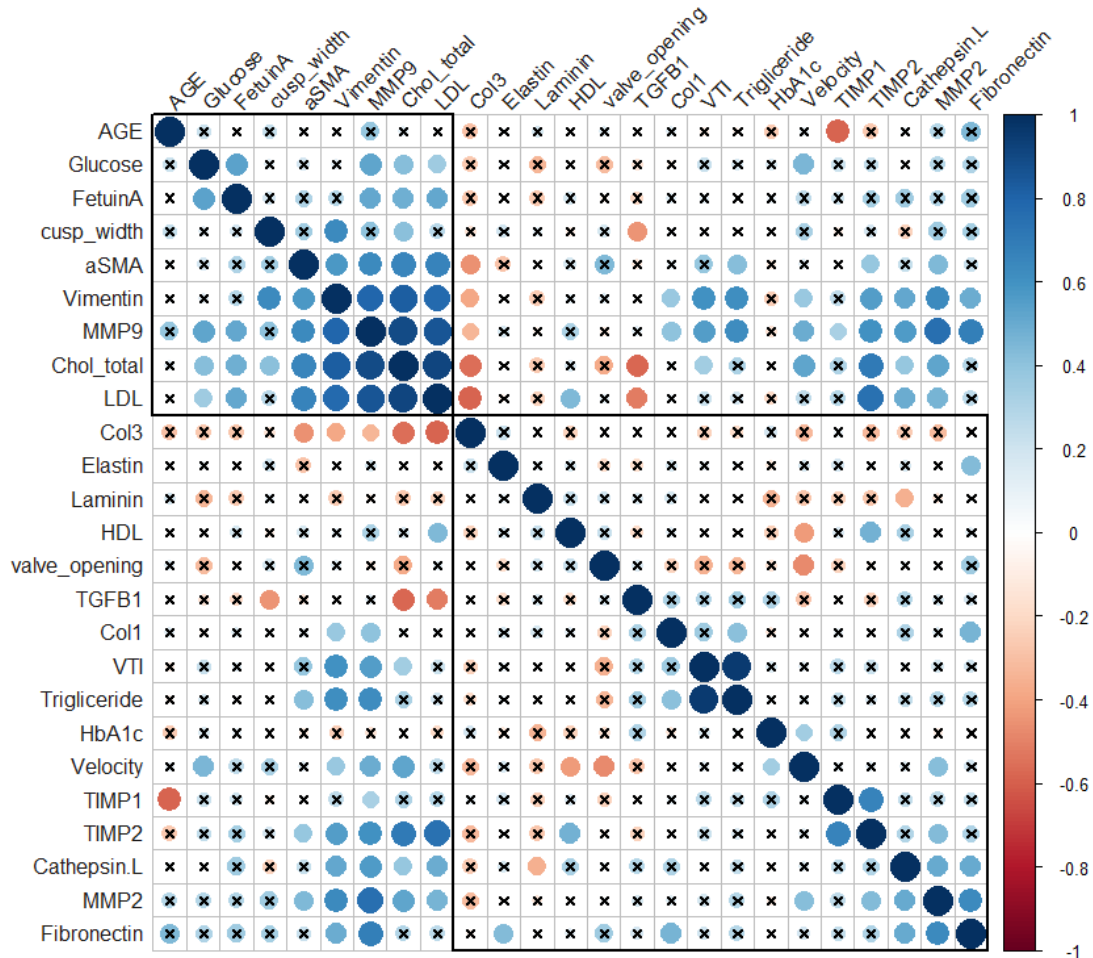 AGE
Glucose
FetuinA
cusp_width
aSMA
Vimentin
MMP9
Chol_total
LDL
Col3
Elastin
Laminin
HDL
valve_opening
TGFB1
Col1
VTI
Trigliceride
HbA1c
Velocity
TIMP1
TIMP2
Cathepsin.L
MMP2
Fibronectin
AGE
Glucose
FetuinA
cusp_width
aSMA
Vimentin
MMP9
Chol_total
LDL
Col3
Elastin
Laminin
HDL
valve_opening
TGFB1
Col1
VTI
Trigliceride
HbA1c
Velocity
TIMP1
TIMP2
Cathepsin.L
MMP2
Fibronectin
1
0.8
0.6
0.4
0.2
0
-0.2
-0.4
-0.6
-0.8
-1